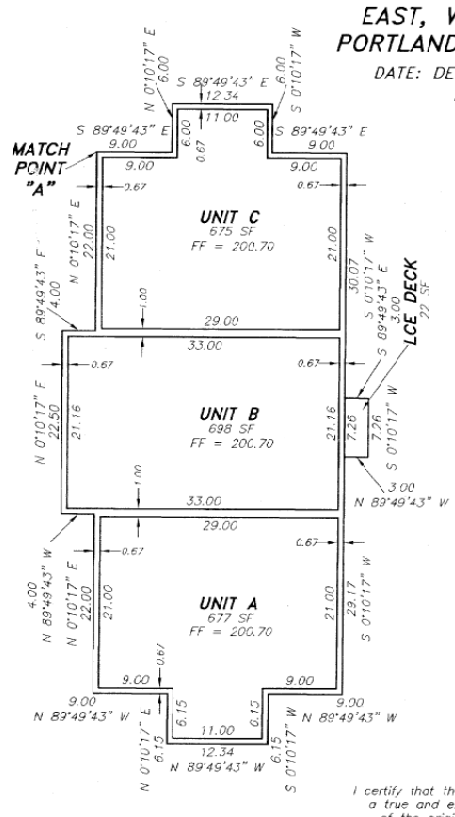 EAST, W
PORTLAND
DATE: DE
N 0°10'17" E
6.00
S 89°49'43" E
12.34
11.00
6.00
S 0°10'17" W
S 89°49'43" E
9.00
6.00
0.67
6.00
S 89°49'43" E
9.00
MATCH
POINT
"A"
9.00
9.00
0.67
0.67
N 0°10'17" E
22.00
21.00
UNIT C
675 SF
FF = 200.70
21.00
30.07
S 0°10'17" W
S 89°49'43" E
3.00
LCE DECK
22 SF
S 89°49'43" E
4.00
1.00
29.00
33.00
0.67
0.67
N 0°10'17" E
22.50
21.16
UNIT B
698 SF
FF = 200.70
21.16
7.26
7.26
S 0°10'17" W
1.00
33.00
29.00
3.00
N 89°49'43" W
4.00
N 89°49'43" W
N 0°10'17" E
22.00
0.67
21.00
0.67
UNIT A
677 SF
FF = 200.70
21.00
29.17
S 0°10'17" W
9.00
0.67
9.00
9.00
N 89°49'43" W
N 0°10'17" E
6.15
6.15
11.00
12.34
N 89°49'43" W
6.15
6.15
S 0°10'17" W
9.00
N 89°49'43" W
I certify that th
a true and e
of the origi